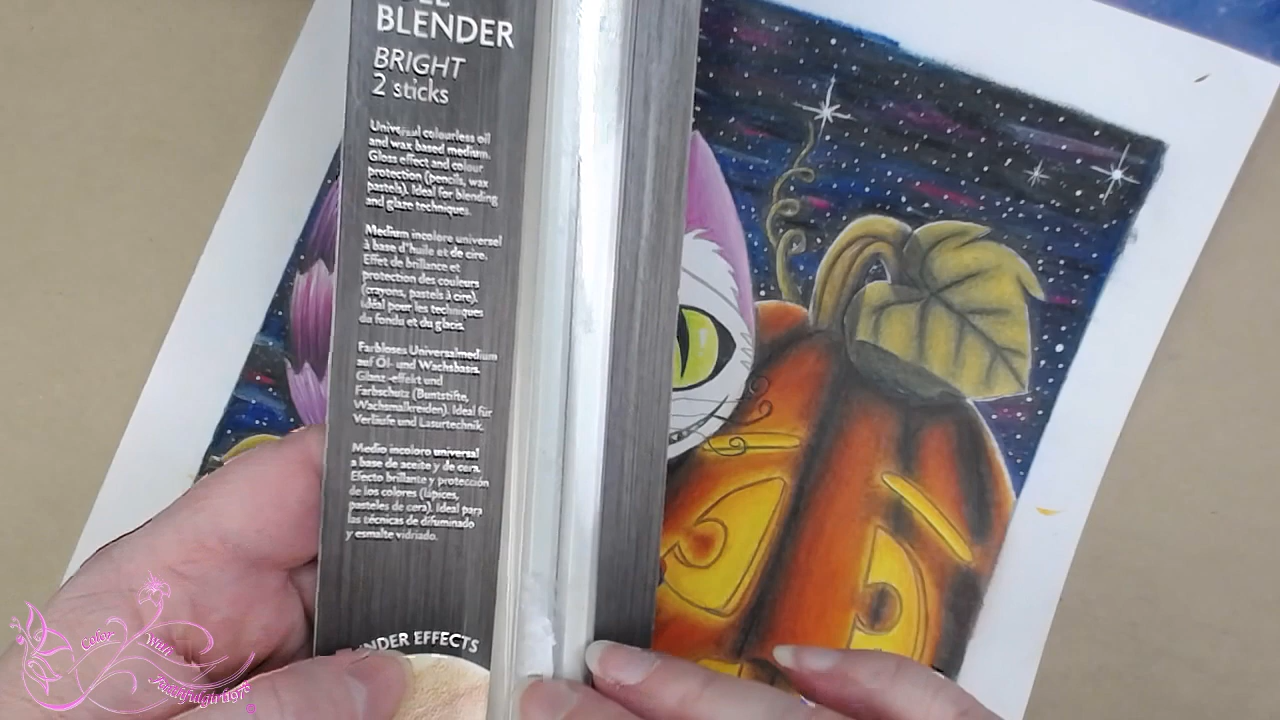 BLENDER
BRIGHT
2 sticks
Universal colourless oil
and wax based medium.
Gloss effect and colour
protection (pencils, wax
pastels). Ideal for blending
and glaze techniques.
Medium incolore universel
à base d'huile et de cire.
Effet de brillance et
protection des couleurs
(crayons, pastels à cire).
Idéal pour les techniques
du fondu et du glacis.
Farbloses Universalmedium
auf Öl- und Wachsbasis.
Glanz-effekt und
Farbschutz (Buntstifte,
Wachsmalkreiden). Ideal für
Verläufe und Lasurtechnik.
Medio incoloro universal
a base de aceite y de cera.
Efecto brillante y protección
de los colores (lápices,
pasteles de cera). Ideal para
las técnicas de difuminado
y esmalte vidriado.
NDER EFFECTS
Color With
Faithfulgirl1976